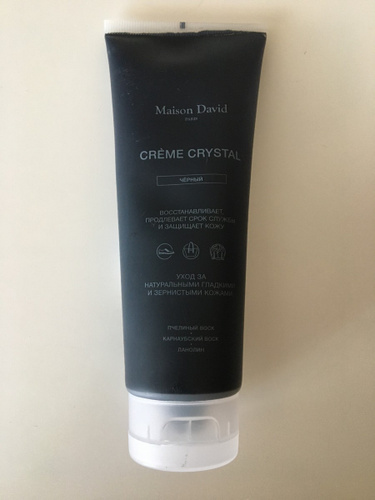 Maison David
PARIS
CRÈME CRYSTAL
ЧЁРНЫЙ
ВОССТАНАВЛИВАЕТ,
ПРОДЛЕВАЕТ СРОК СЛУЖБЫ
И ЗАЩИЩАЕТ КОЖУ
УХОД ЗА
НАТУРАЛЬНЫМИ ГЛАДКИМИ
И ЗЕРНИСТЫМИ КОЖАМИ
ПЧЕЛИНЫЙ ВОСК
КАРНАУБСКИЙ ВОСК
ЛАНОЛИН